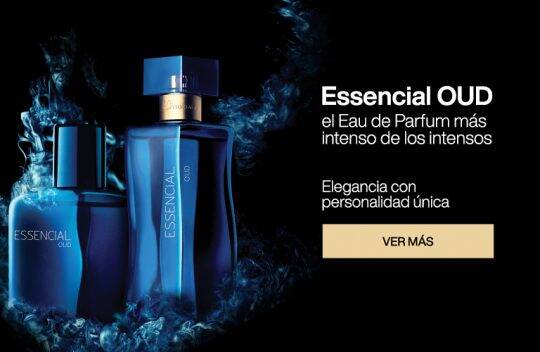 Essencial OUD
el Eau de Parfum más
intenso de los intensos
Elegancia con
personalidad única
VER MÁS
ESSENCIAL
OUD
ESSENCIAL
OUD